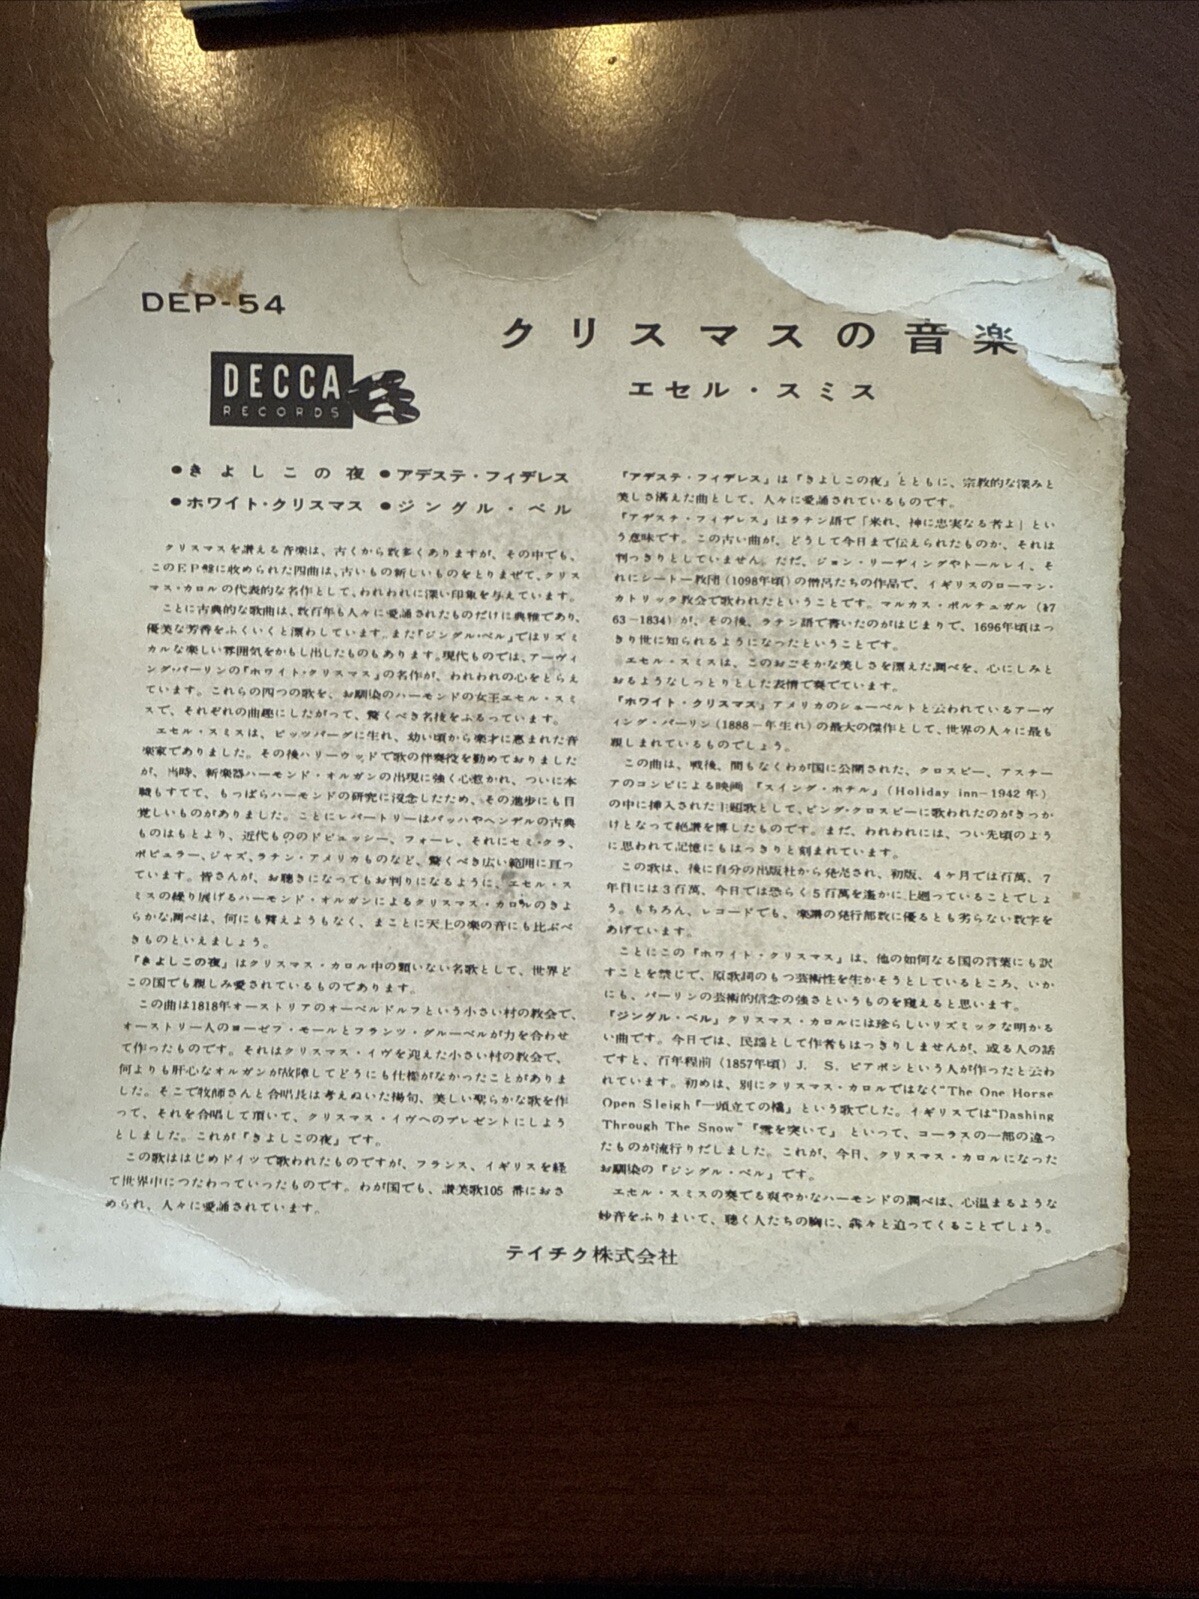 DEP-54
クリスマスの音楽
エセル・スミス
DECCA
RECORDS
●きよしこの夜 ●アデステ・フィデレス
●ホワイト・クリスマス ●ジングル・ベル
クリスマスを讃える音楽は、古くから数多くありますが、その中でも、
このEP盤に収められた四曲は、古いもの新しいものをとりまぜて、クリス
マス・カロルの代表的な名作として、われわれに深い印象を与えています。
ことに古典的な歌曲は、数百年も人々に愛誦されたものだけに典雅であり、
優美な芳香をふくいくと漂わしています。また『ジングル・ベル』ではリズミ
カルな楽しい雰囲気をかもし出したものもあります。現代ものでは、アーヴィ
ング・バーリンの『ホワイト・クリスマス』の名作が、われわれの心をとらえ
ています。これらの四つの歌を、お馴染のハーモンドの女王エセル・スミ
スで、それぞれの曲趣にしたがって、驚くべき名技をふるっています。
エセル・スミスは、ピッツバーグに生れ、幼い頃から楽才に恵まれた音
楽家でありました。その後ハリーウッドで歌の伴奏役を勤めておりました
が、当時、新楽器ハーモンド・オルガンの出現に強く心惹かれ、ついに本
職もすてて、もっぱらハーモンドの研究に没念したため、その進歩にも目
覚しいものがありました。ことにレパートリーはバッハやヘンデルの古典
ものはもとより、近代もののドビュッシー、フォーレ、それにセミ・クラ、
ポピュラー、ジャズ、ラテン・アメリカものなど、驚くべき広い範囲に亘っ
ています。皆さんが、お聴きになってもお判りになるように、エセル・ス
ミスの繰り展げるハーモンド・オルガンによるクリスマス・カロルのきよ
らかな調べは、何にも譬えようもなく、まことに天上の楽の音にも比ぶべ
きものといえましょう。
『きよしこの夜』はクリスマス・カロル中の類いない名歌として、世界ど
この国でも親しみ愛されているものであります。
この曲は1818年オーストリアのオーベルドルフという小さい村の教会で、
オーストリー人のヨーゼフ・モールとフランツ・グルーベルが力を合わせ
て作ったものです。それはクリスマス・イヴを迎えた小さい村の教会で、
何よりも肝心なオルガンが故障してどうにも仕様がなかったことがありま
した。そこで牧師さんと合唱長は考えぬいた揚句、美しい聖らかな歌を作
って、それを合唱して頂いて、クリスマス・イヴへのプレゼントにしよう
としました。これが『きよしこの夜』です。
この歌ははじめドイツで歌われたものですが、フランス、イギリスを経
て世界中につたわっていったものです。わが国でも、讃美歌105 番におさ
められ、人々に愛誦されています。
『アデステ・フィデレス』は『きよしこの夜』とともに、宗教的な深みと
美しさ満えた曲として、人々に愛誦されているものです。
『アデステ・フィデレス』はラテン語で「来れ、神に忠実なる者よ」とい
う意味です。この古い曲が、どうして今日まで伝えられたものか、それは
判っきりとしていません。ただ、ジョン・リーディングやトールレイ、そ
れにシートー教団(1098年頃)の僧呂たちの作品で、イギリスのローマン・
カトリック教会で歌われたということです。マルカス・ポルチュガル(17
63-1834)が、その後、ラテン語で書いたのがはじまりで、1696年頃はっ
きり世に知られるようになったということです。
エセル・スミスは、このおごそかな美しさを漂えた調べを、心にしみと
おるようなしっとりとした表情で奏でています。
『ホワイト・クリスマス』アメリカのシューベルトと云われているアーヴ
ィング・バーリン(1888-年生れ)の最大の傑作として、世界の人々に最も
親しまれているものでしょう。
この曲は、戦後、間もなくわが国に公開された、クロスビー、アステー
アのコンビによる映画 『スイング・ホテル』(Holiday inn-1942 年)
の中に挿入された主題歌として、ビング・クロスビーに歌われたのがきっか
けとなって絶讃を博したものです。まだ、われわれには、つい先頃のよう
に思われて記憶にもはっきりと刻まれています。
この歌は、後に自分の出版社から発売され、初版、4ヶ月では百萬、7
年目には3百萬、今日では恐らく5百萬を遙かに上廻っていることでしょ
う。もちろん、レコードでも、楽譜の発行部数に優るとも劣らない数字を
あげています。
ことにこの『ホワイト・クリスマス』は、他の如何なる国の言葉にも訳
すことを禁じて、原歌詞のもつ芸術性を生かそうとしているところ、いか
にも、バーリンの芸術的信念の強さというものを窺えると思います。
『ジングル・ベル』クリスマス・カロルには珍らしいリズミックな明かる
い曲です。今日では、民謡として作者もはっきりしませんが、或る人の話
ですと、百年程前(1857年頃)J. S. ピアポンという人が作ったと云わ
れています。初めは、別にクリスマス・カロルではなく“The One Horse
Open Sleigh『一頭立ての橇』という歌でした。イギリスでは“Dashing
Through The Snow”『雪を突いて』 といって、コーラスの一部の違っ
たものが流行りだしました。これが、今日、クリスマス・カロルになった
お馴染の『ジングル・ベル』です。
エセル・スミスの奏でる爽やかなハーモンドの調べは、心温まるような
妙音をふりまいて、聴く人たちの胸に、犇々と迫ってくることでしょう。
テイチク株式会社